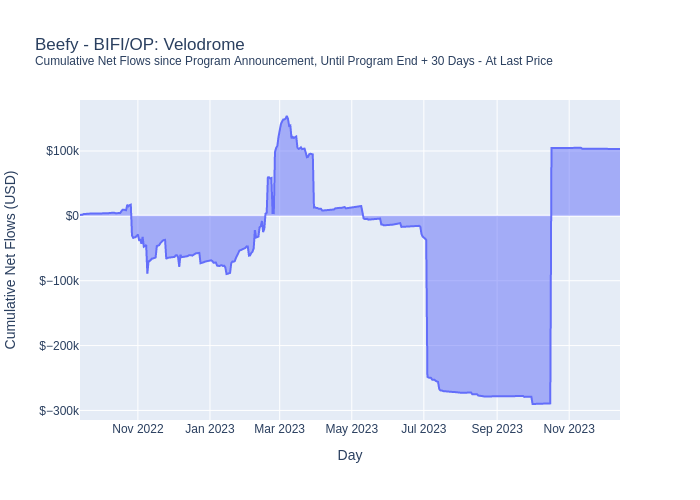 Beefy - BIFI/OP: Velodrome
Cumulative Net Flows since Program Announcement, Until Program End + 30 Days - At Last Price
Cumulative Net Flows (USD)
$100k
$0
$−100k
$−200k
$−300k
Nov 2022
Jan 2023
Mar 2023
May 2023
Jul 2023
Sep 2023
Nov 2023
Day